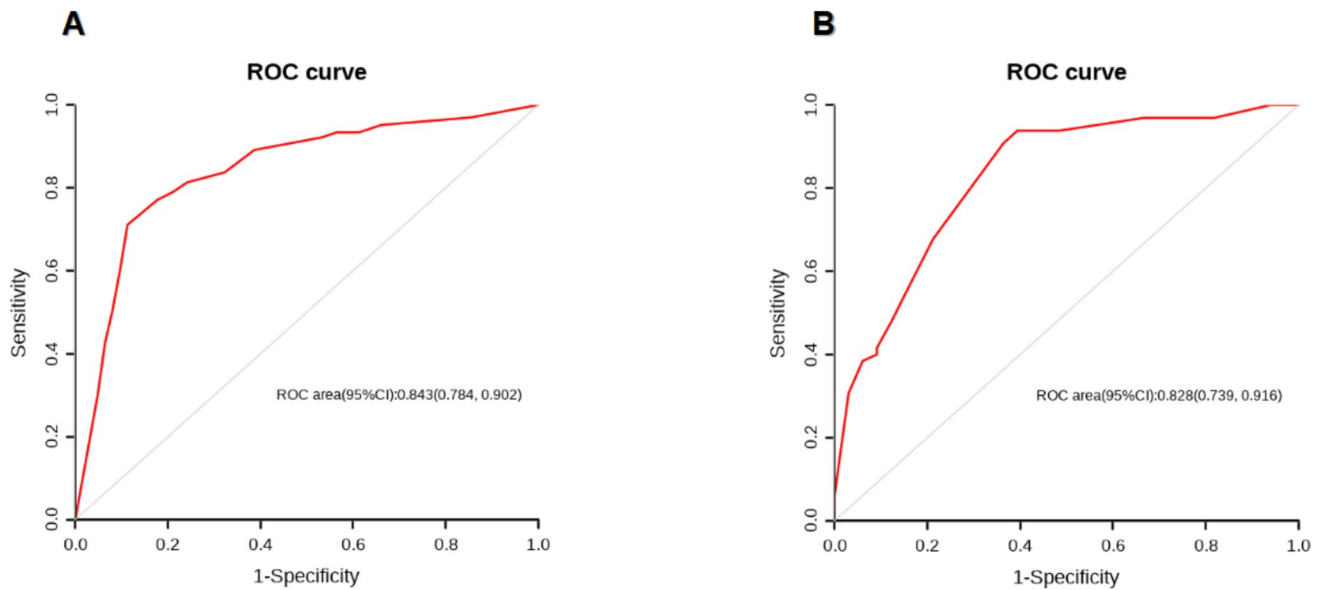 A
ROC curve
1.0
0.8
0.6
0.4
0.2
0.0
Sensitivity
ROC area(95%CI):0.843(0.784, 0.902)
0.0 0.2 0.4 0.6 0.8 1.0
1-Specificity
B
ROC curve
1.0
0.8
0.6
0.4
0.2
0.0
Sensitivity
ROC area(95%CI):0.828(0.739, 0.916)
0.0 0.2 0.4 0.6 0.8 1.0
1-Specificity